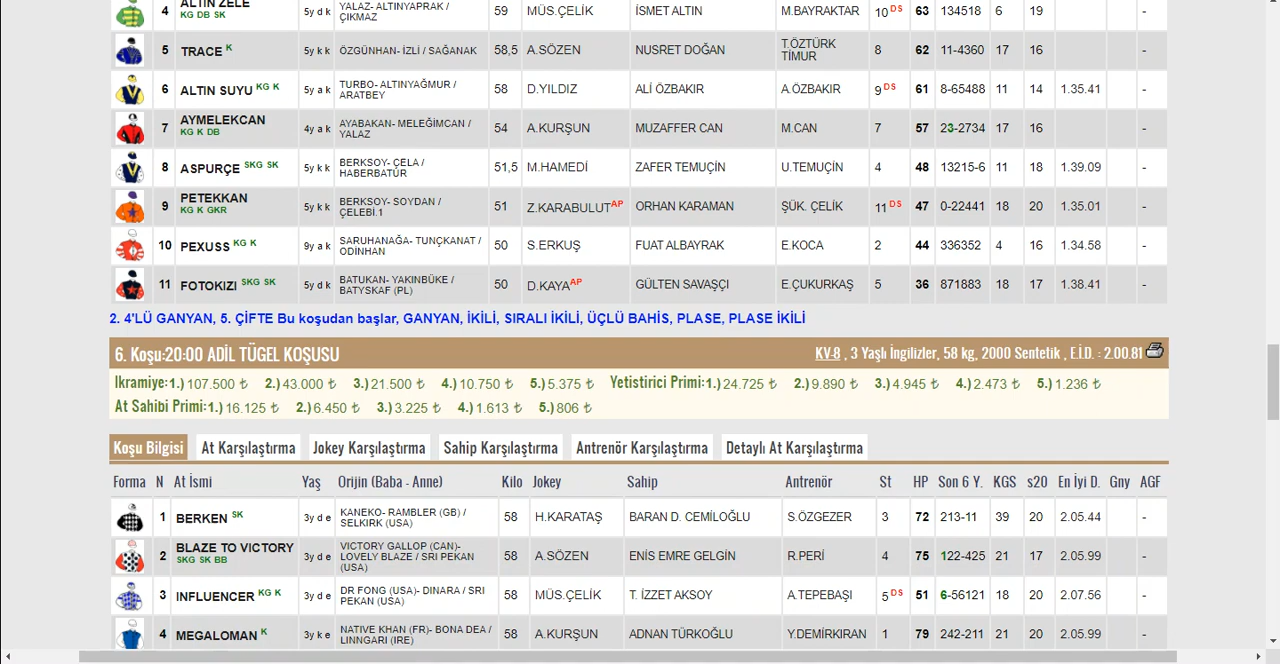 4 ALTIN ZELE KG DB SK 5y d k YALAZ- ALTINYAPRAK / ÇIKMAZ 59 MÜS.ÇELİK İSMET ALTIN M.BAYRAKTAR 10 DS 63 134518 6 19 -
5 TRACE K 5y k k ÖZGÜNHAN- İZLİ / SAĞANAK 58,5 A.SÖZEN NUSRET DOĞAN T.ÖZTÜRK TİMUR 8 62 11-4360 17 16 -
6 ALTIN SUYU KG K 5y a k TURBO- ALTINYAĞMUR / ARATBEY 58 D.YILDIZ ALİ ÖZBAKIR A.ÖZBAKIR 9 DS 61 8-65488 11 14 1.35.41 -
7 AYMELEKCAN KG K DB 4y a k AYABAKAN- MELEĞİMCAN / YALAZ 54 A.KURŞUN MUZAFFER CAN M.CAN 7 57 23-2734 17 16 -
8 ASPURÇE SKG SK 5y k k BERKSOY- ÇELA / HABERBATUR 51,5 M.HAMEDİ ZAFER TEMUÇİN U.TEMUÇİN 4 48 13215-6 11 18 1.39.09 -
9 PETEKKAN KG K GKR 5y k k BERKSOY- SOYDAN / ÇELEBİ.1 51 Z.KARABULUT AP ORHAN KARAMAN ŞÜK. ÇELİK 11 DS 47 0-22441 18 20 1.35.01 -
10 PEXUSS KG K 9y a k SARUHANAĞA- TUNÇKANAT / ODİNHAN 50 S.ERKUŞ FUAT ALBAYRAK E.KOCA 2 44 336352 4 16 1.34.58 -
11 FOTOKIZI SKG SK 5y d k BATUKAN- YAKINBÜKE / BATYSKAF (PL) 50 D.KAYA AP GÜLTEN SAVAŞÇI E.ÇUKURKAŞ 5 36 871883 18 17 1.38.41 -
2. 4'LÜ GANYAN, 5. ÇİFTE Bu koşudan başlar, GANYAN, İKİLİ, SIRALI İKİLİ, ÜÇLÜ BAHİS, PLASE, PLASE İKİLİ
6. Koşu:20:00 ADİL TÜGEL KOŞUSU KV-8 , 3 Yaşlı İngilizler, 58 kg, 2000 Sentetik , E.İ.D. : 2.00.81
Ikramiye:1.) 107.500 ₺ 2.) 43.000 ₺ 3.) 21.500 ₺ 4.) 10.750 ₺ 5.) 5.375 ₺ Yetistirici Primi:1.) 24.725 ₺ 2.) 9.890 ₺ 3.) 4.945 ₺ 4.) 2.473 ₺ 5.) 1.236 ₺
At Sahibi Primi:1.) 16.125 ₺ 2.) 6.450 ₺ 3.) 3.225 ₺ 4.) 1.613 ₺ 5.) 806 ₺
Koşu Bilgisi At Karşılaştırma Jokey Karşılaştırma Sahip Karşılaştırma Antrenör Karşılaştırma Detaylı At Karşılaştırma
Forma N At İsmi Yaş Orijin (Baba - Anne) Kilo Jokey Sahip Antrenör St HP Son 6 Y. KGS s20 En İyi D. Gny AGF
1 BERKEN SK 3y d e KANEKO- RAMBLER (GB) / SELKIRK (USA) 58 H.KARATAŞ BARAN D. CEMİLOĞLU S.ÖZGEZER 3 72 213-11 39 20 2.05.44 -
2 BLAZE TO VICTORY SKG SK BB 3y d e VICTORY GALLOP (CAN)- LOVELY BLAZE / SRI PEKAN (USA) 58 A.SÖZEN ENİS EMRE GELGİN R.PERİ 4 75 122-425 21 17 2.05.99 -
3 INFLUENCER KG K 3y d e DR FONG (USA)- DINARA / SRI PEKAN (USA) 58 MÜS.ÇELİK T. İZZET AKSOY A.TEPEBAŞI 5 DS 51 6-56121 18 20 2.07.56 -
4 MEGALOMAN K 3y k e NATIVE KHAN (FR)- BONA DEA / LINNGARI (IRE) 58 A.KURŞUN ADNAN TÜRKOĞLU Y.DEMİRKIRAN 1 79 242-211 21 20 2.05.99 -